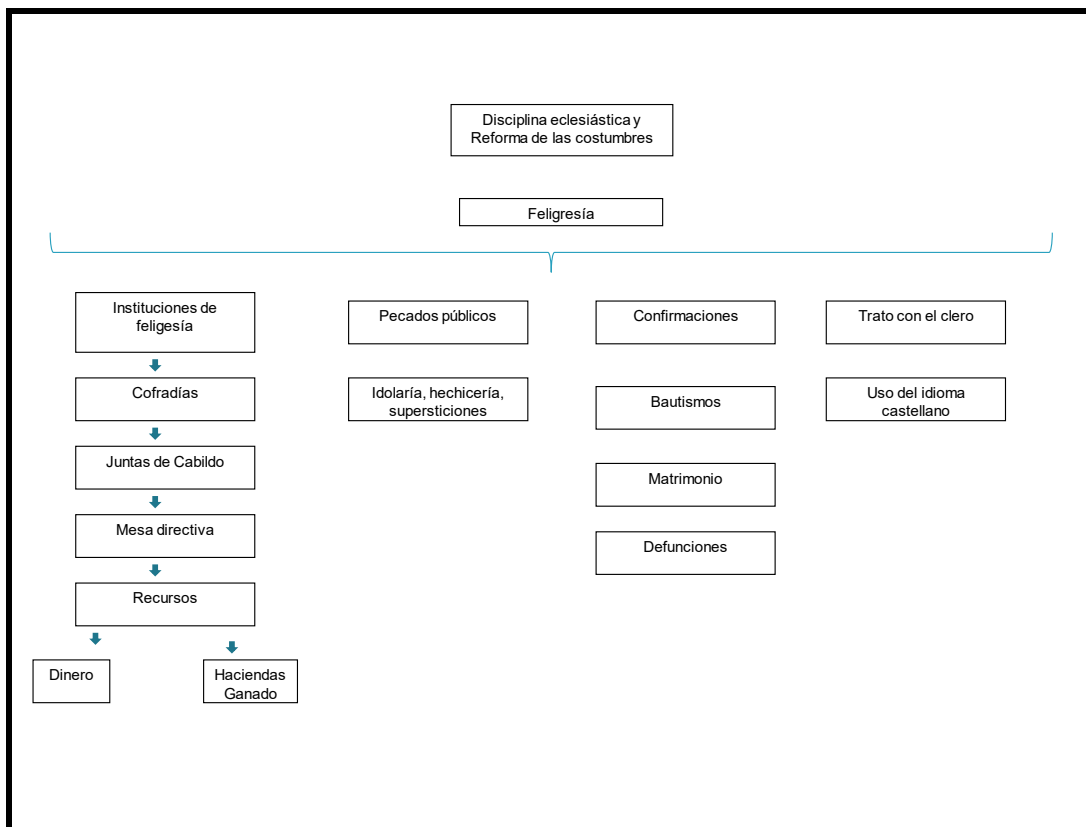 Disciplina eclesiástica y
Reforma de las costumbres
Feligresía
Instituciones de
feligesía
Cofradías
Juntas de Cabildo
Mesa directiva
Recursos
Dinero
Haciendas
Ganado
Pecados públicos
Idolaría, hechicería,
supersticiones
Confirmaciones
Bautismos
Matrimonio
Defunciones
Trato con el clero
Uso del idioma
castellano